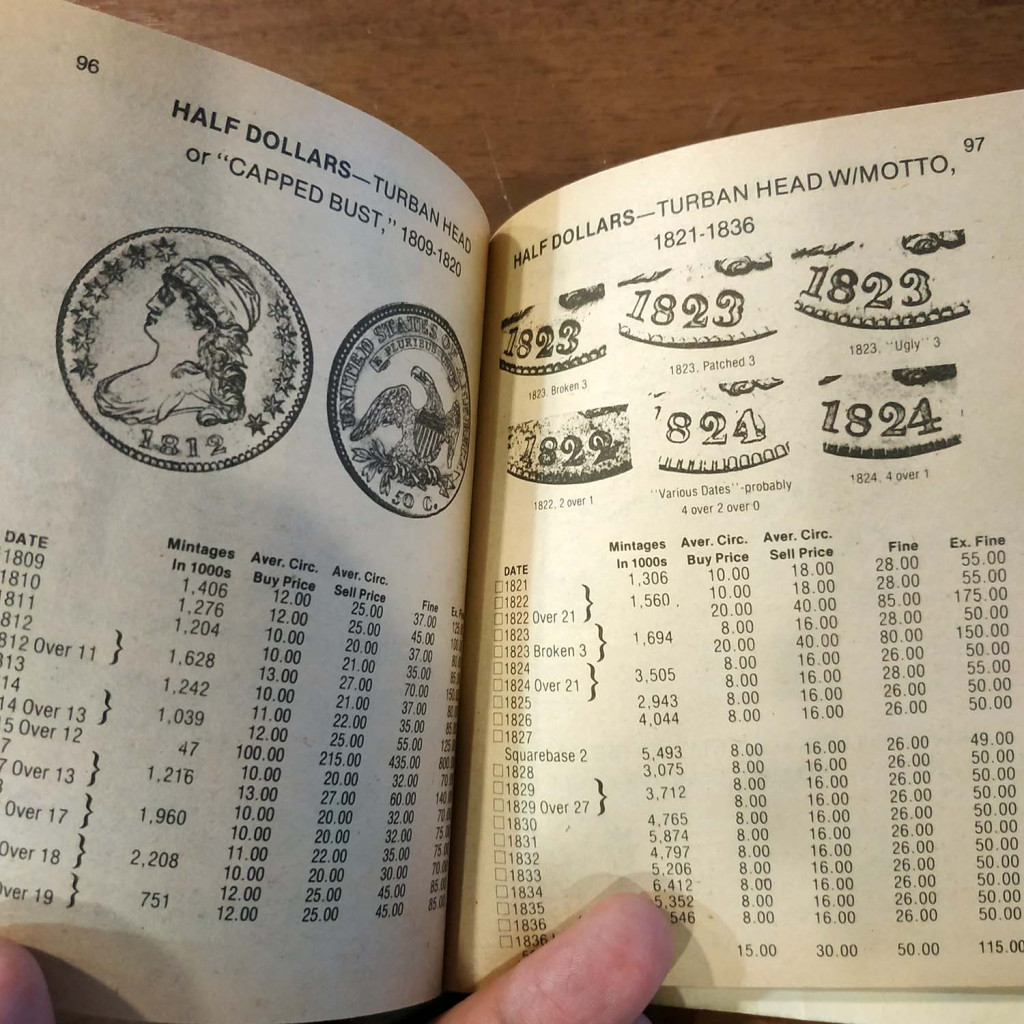 96
HALF DOLLARS—TURBAN HEAD
or "CAPPED BUST," 1809-1820
1812
UNITED STATES OF AMERICA
E PLURIBUS
50 C.
DATE Mintages In 1000s Aver. Circ. Buy Price Aver. Circ. Sell Price Fine
1809 1,406 12.00 25.00 37.00
1810 1,276 12.00 25.00 45.00
1811 1,204 10.00 20.00 37.00
812 1,628 10.00 21.00 35.00
812 Over 11 } 13.00 27.00 70.00
13 1,242 10.00 21.00 37.00
14 1,039 11.00 22.00 35.00
14 Over 13 } 12.00 25.00 55.00
5 Over 12 47 100.00 215.00 435.00
7 1,216 10.00 20.00 32.00
7 Over 13 } 13.00 27.00 60.00
1,960 10.00 20.00 32.00
Over 17 } 10.00 20.00 32.00
2,208 11.00 22.00 35.00
Over 18 } 10.00 20.00 30.00
751 12.00 25.00 45.00
Over 19 } 12.00 25.00 45.00
97
HALF DOLLARS—TURBAN HEAD W/MOTTO,
1821-1836
1823 1823 1823
1823, Broken 3 1823, Patched 3 1823, "Ugly" 3
1822 1824 1824
1822, 2 over 1 "Various Dates"-probably 4 over 2 over 0 1824, 4 over 1
DATE Mintages In 1000s Aver. Circ. Buy Price Aver. Circ. Sell Price Fine Ex. Fine
1821 1,306 10.00 18.00 28.00 55.00
1822 1,560 10.00 18.00 28.00 55.00
1822 Over 21 } 20.00 40.00 85.00 175.00
1823 1,694 8.00 16.00 28.00 50.00
1823 Broken 3 } 20.00 40.00 80.00 150.00
1824 3,505 8.00 16.00 26.00 50.00
1824 Over 21 } 8.00 16.00 28.00 55.00
1825 2,943 8.00 16.00 26.00 50.00
1826 4,044 8.00 16.00 26.00 50.00
1827
Squarebase 2 5,493 8.00 16.00 26.00 49.00
1828 3,075 8.00 16.00 26.00 50.00
1829 3,712 8.00 16.00 26.00 50.00
1829 Over 27 } 8.00 16.00 26.00 50.00
1830 4,765 8.00 16.00 26.00 50.00
1831 5,874 8.00 16.00 26.00 50.00
1832 4,797 8.00 16.00 26.00 50.00
1833 5,206 8.00 16.00 26.00 50.00
1834 6,412 8.00 16.00 26.00 50.00
1835 5,352 8.00 16.00 26.00 50.00
1836 546 8.00 16.00 26.00 50.00
1836 15.00 30.00 50.00 115.00